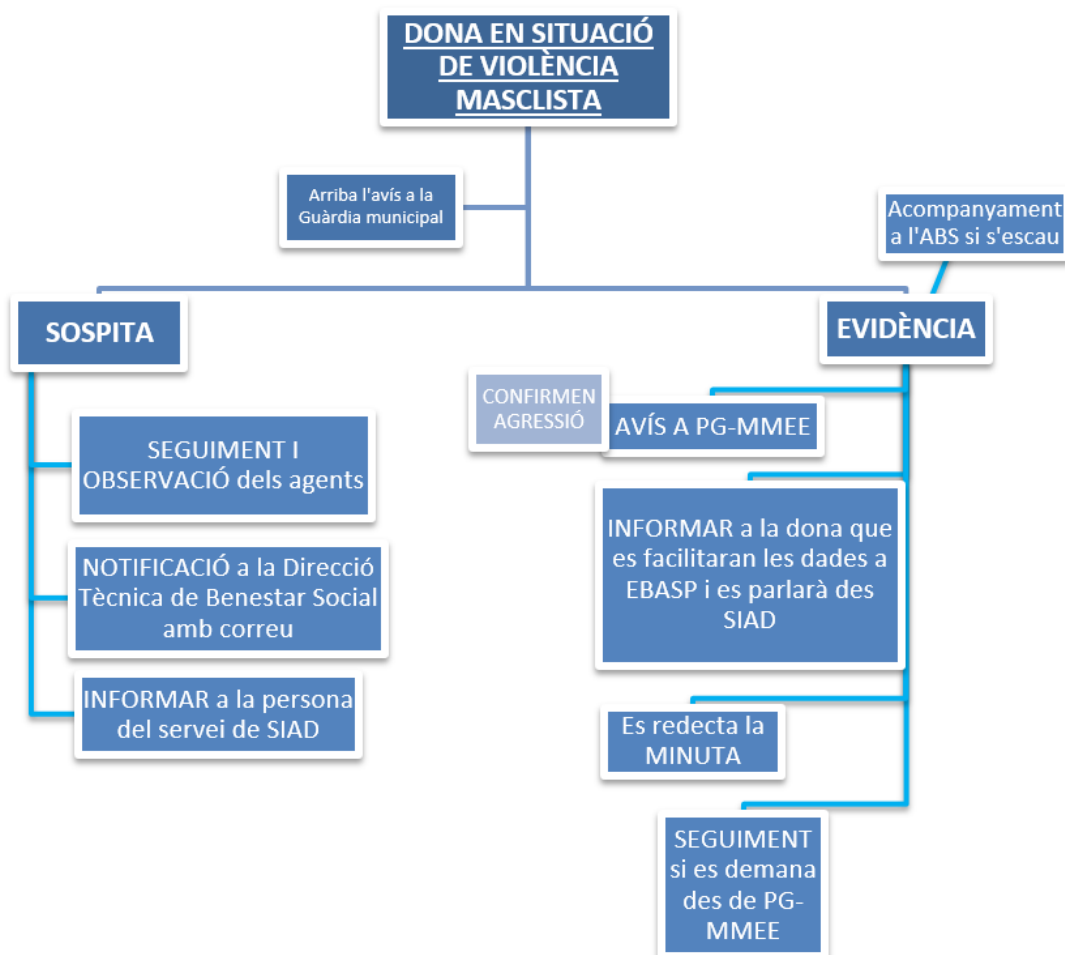 DONA EN SITUACIÓ
DE VIOLÈNCIA
MASCLISTA
Arriba l'avís a la
Guàrdia municipal
Acompanyament
a l'ABS si s'escau
SOSPITA
SEGUIMENT I
OBSERVACIÓ dels agents
NOTIFICACIÓ a la Direcció
Tècnica de Benestar Social
amb correu
INFORMAR a la persona
del servei de SIAD
EVIDÈNCIA
CONFIRMEN
AGRESSIÓ
AVÍS A PG-MMEE
INFORMAR a la dona que
es facilitaran les dades a
EBASP i es parlarà des
SIAD
Es redecta la
MINUTA
SEGUIMENT
si es demana
des de PG-
MMEE